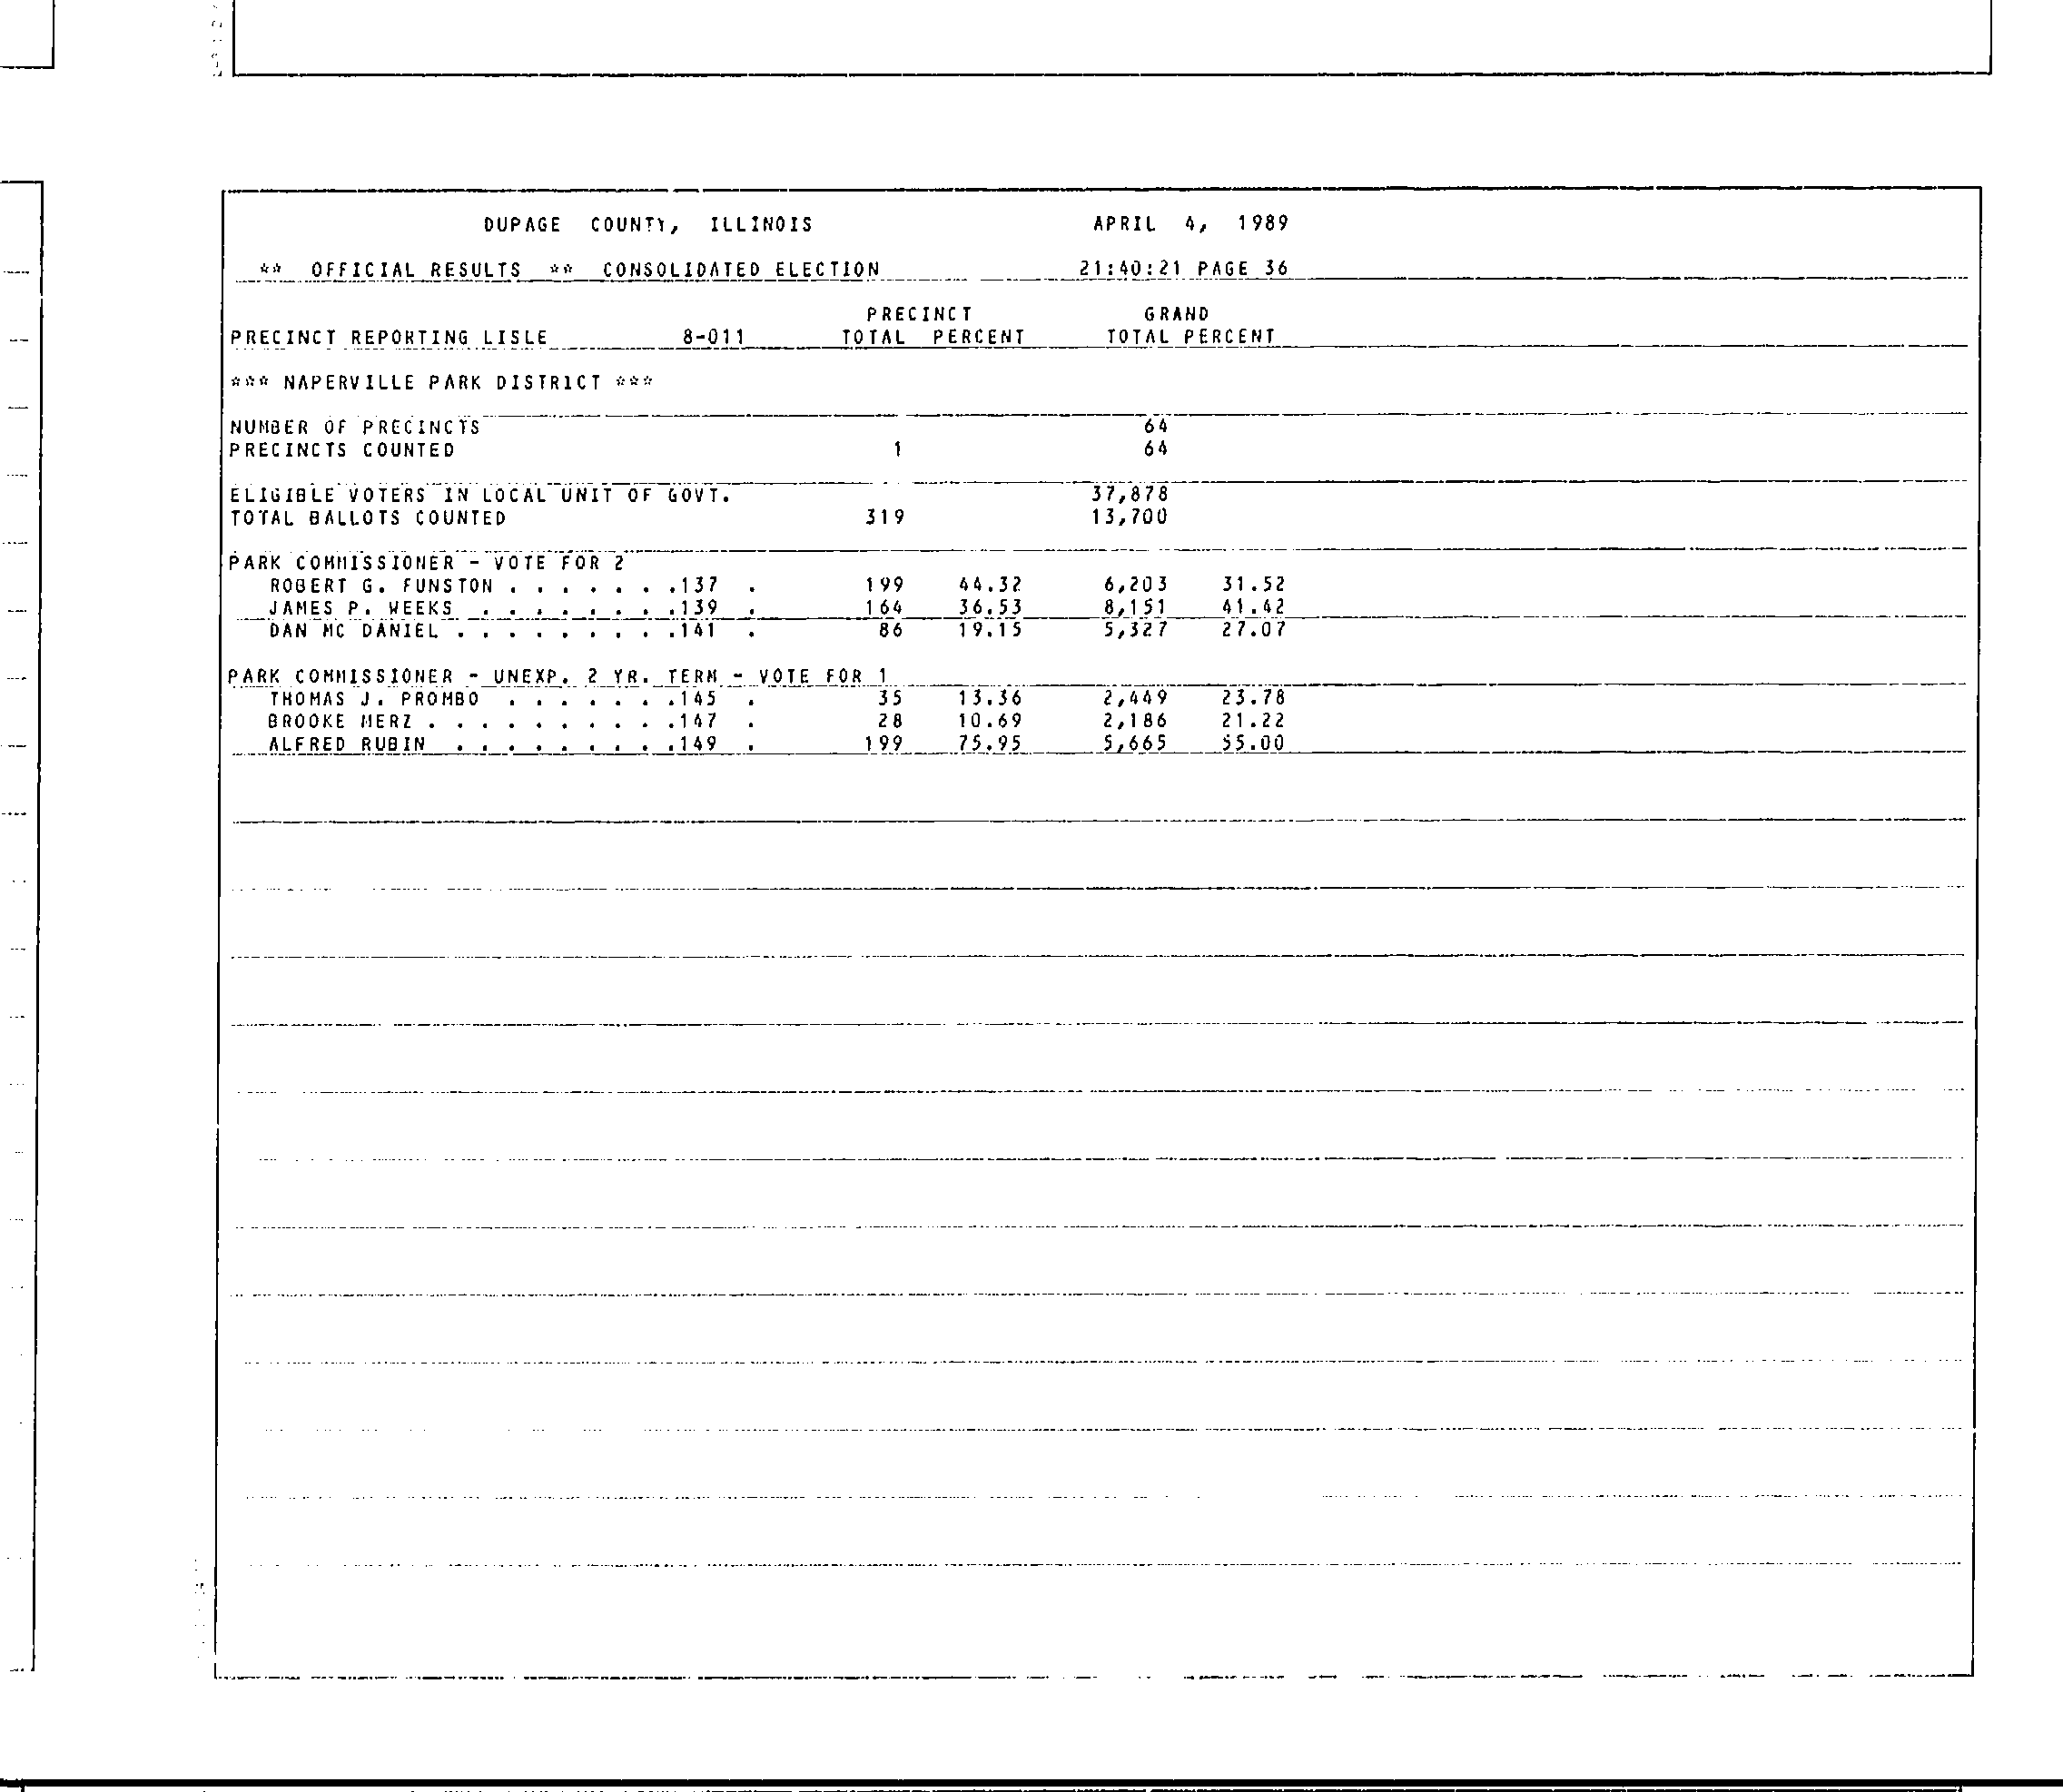 DUPAGE COUNTY, ILLINOIS APRIL 4, 1989
** OFFICIAL RESULTS ** CONSOLIDATED ELECTION 21:40:21 PAGE 36
PRECINCT GRAND
PRECINCT REPORTING LISLE 8-011 TOTAL PERCENT TOTAL PERCENT
*** NAPERVILLE PARK DISTRICT ***
NUMBER OF PRECINCTS 64
PRECINCTS COUNTED 1 64
ELIGIBLE VOTERS IN LOCAL UNIT OF GOVT. 37,878
TOTAL BALLOTS COUNTED 319 13,700
PARK COMMISSIONER - VOTE FOR 2
ROBERT G. FUNSTON . . . . . . .137 . 199 44.32 6,203 31.52
JAMES P. WEEKS . . . . . . . .139 . 164 36.53 8,151 41.42
DAN MC DANIEL . . . . . . . . .141 . 86 19.15 5,327 27.07
PARK COMMISSIONER - UNEXP. 2 YR. TERM - VOTE FOR 1
THOMAS J. PROMBO . . . . . . .145 . 35 13.36 2,449 23.78
BROOKE MERZ . . . . . . . . . .147 . 28 10.69 2,186 21.22
ALFRED RUBIN . . . . . . . . .149 . 199 75.95 5,665 55.00